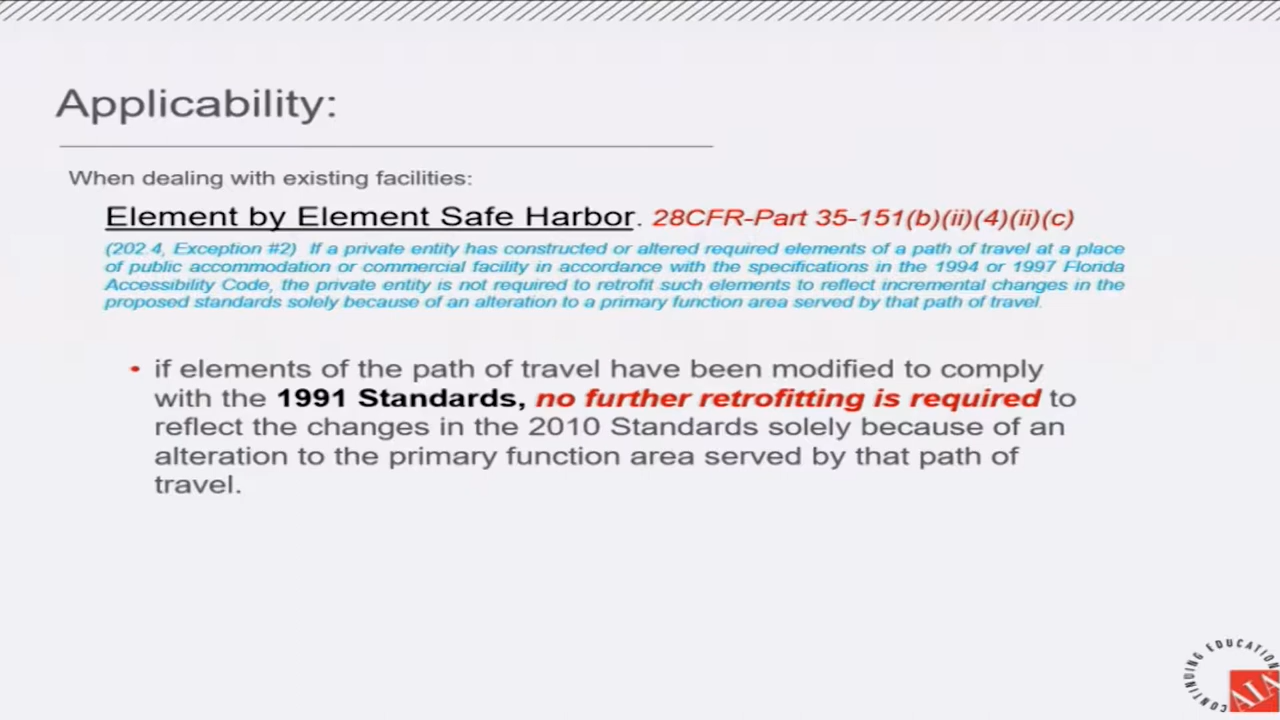 Applicability:
When dealing with existing facilities:
Element by Element Safe Harbor. 28CFR-Part 35-151(b)(ii)(4)(ii)(c)
(202.4, Exception #2) If a private entity has constructed or altered required elements of a path of travel at a place
of public accommodation or commercial facility in accordance with the specifications in the 1994 or 1997 Florida
Accessibility Code, the private entity is not required to retrofit such elements to reflect incremental changes in the
proposed standards solely because of an alteration to a primary function area served by that path of travel.
• if elements of the path of travel have been modified to comply
with the 1991 Standards, no further retrofitting is required to
reflect the changes in the 2010 Standards solely because of an
alteration to the primary function area served by that path of
travel.
CONTINUING EDUCATION
AIA